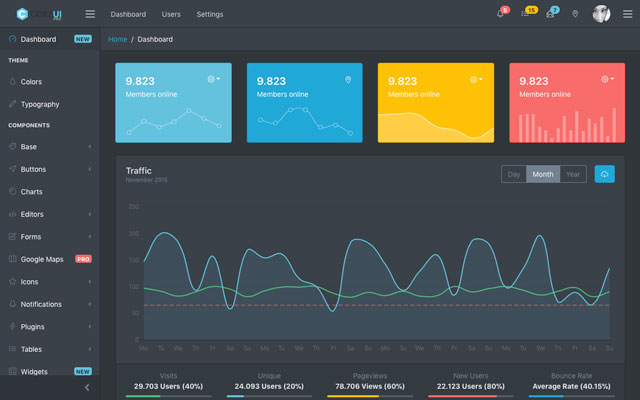 COREUI
PRO
Dashboard
Users
Settings
5
15
7
Dashboard NEW
Home / Dashboard
THEME
Colors
Typography
COMPONENTS
Base
Buttons
Charts
Editors
Forms
Google Maps PRO
Icons
Notifications
Plugins
Tables
Widgets NEW
9.823
Members online
9.823
Members online
9.823
Members online
9.823
Members online
Traffic
November 2015
Day
Month
Year
250
200
150
100
50
0
Mo Tu We Th Fr Sa Su Mo Tu We Th Fr Sa Su Mo Tu We Th Fr Sa Su Mo Tu We Th Fr Sa Su
Visits
29.703 Users (40%)
Unique
24.093 Users (20%)
Pageviews
78.706 Views (60%)
New Users
22.123 Users (80%)
Bounce Rate
Average Rate (40.15%)